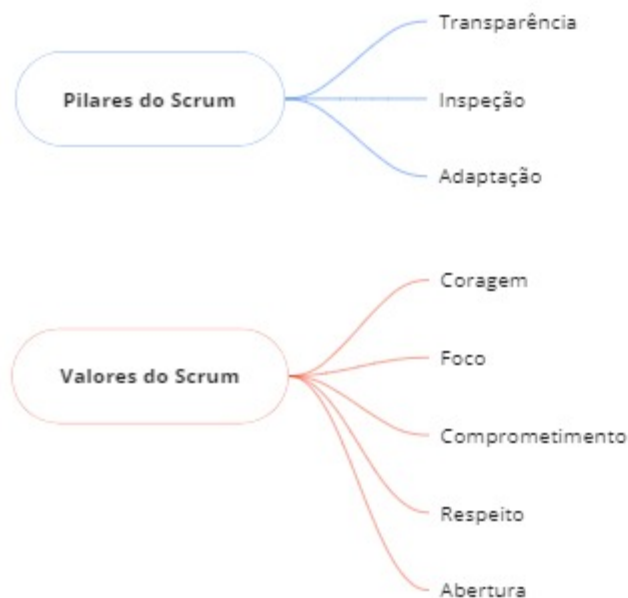 Pilares do Scrum
Transparência
Inspeção
Adaptação
Valores do Scrum
Coragem
Foco
Comprometimento
Respeito
Abertura